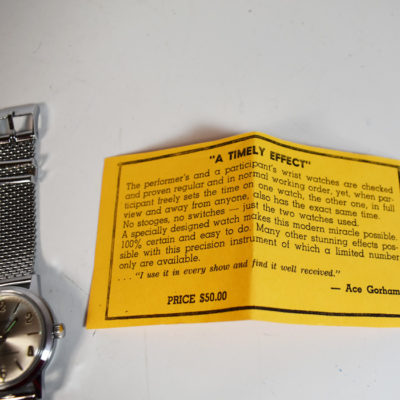 "A TIMELY EFFECT"
The performer's and a participant's wrist watches are checked
and proven regular and in normal working order, yet, when par-
ticipant freely sets the time on one watch, the other one, in full
view and away from anyone, also has the exact same time.
No stooges, no switches — just the two watches used.
A specially designed watch makes this modern miracle possible.
100% certain and easy to do. Many other stunning effects pos-
sible with this precision instrument of which a limited number
only are available.
. . . "I use it in every show and find it well received."
— Ace Gorham
PRICE $50.00